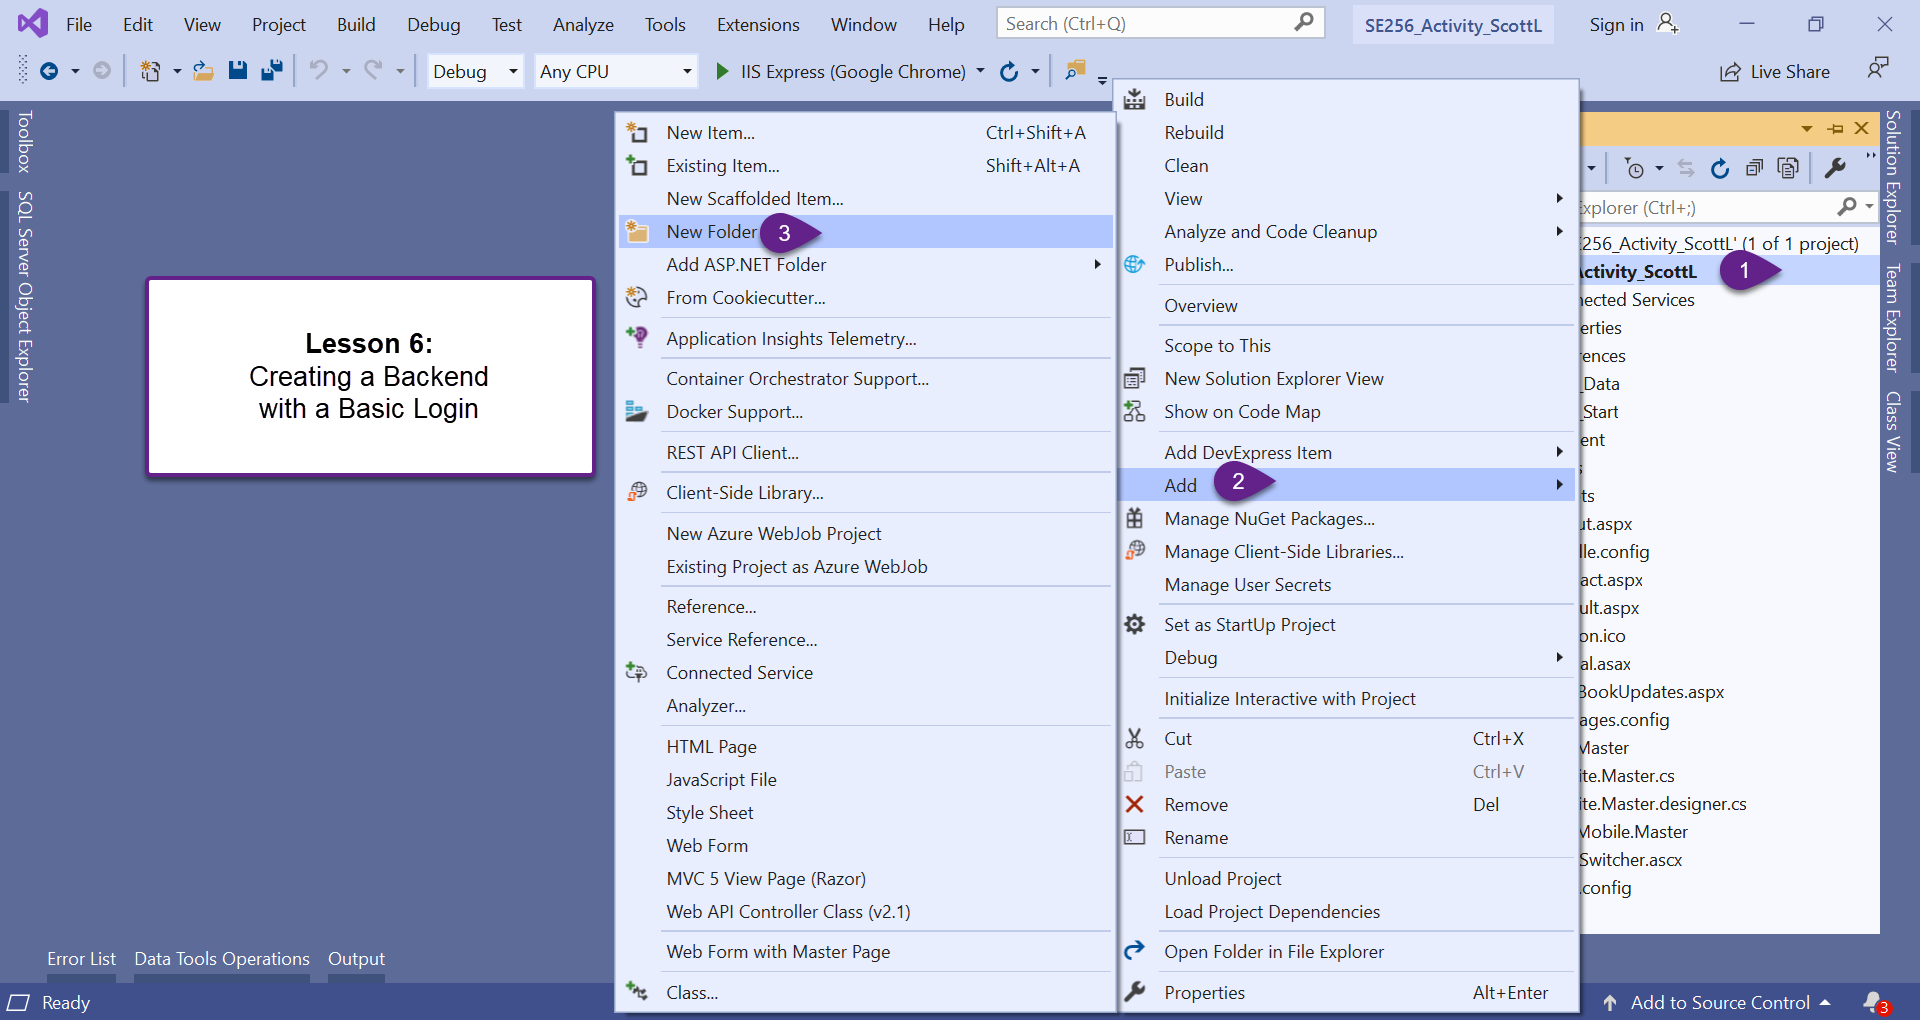 File Edit View Project Build Debug Test Analyze Tools Extensions Window Help Search (Ctrl+Q) SE256_Activity_ScottL Sign in
Debug Any CPU IIS Express (Google Chrome) Live Share
Toolbox
SQL Server Object Explorer
Lesson 6:
Creating a Backend
with a Basic Login
New Item... Ctrl+Shift+A
Existing Item... Shift+Alt+A
New Scaffolded Item...
New Folder 3
Add ASP.NET Folder
From Cookiecutter...
Application Insights Telemetry...
Container Orchestrator Support...
Docker Support...
REST API Client...
Client-Side Library...
New Azure WebJob Project
Existing Project as Azure WebJob
Reference...
Service Reference...
Connected Service
Analyzer...
HTML Page
JavaScript File
Style Sheet
Web Form
MVC 5 View Page (Razor)
Web API Controller Class (v2.1)
Web Form with Master Page
Class...
Build
Rebuild
Clean
View
Analyze and Code Cleanup
Publish...
Overview
Scope to This
New Solution Explorer View
Show on Code Map
Add DevExpress Item
Add 2
Manage NuGet Packages...
Manage Client-Side Libraries...
Manage User Secrets
Set as StartUp Project
Debug
Initialize Interactive with Project
Cut Ctrl+X
Paste Ctrl+V
Remove Del
Rename
Unload Project
Load Project Dependencies
Open Folder in File Explorer
Properties Alt+Enter
xplorer (Ctrl+;)
E256_Activity_ScottL' (1 of 1 project)
Activity_ScottL 1
nected Services
erties
rences
_Data
_Start
ent
s
ts
ut.aspx
lle.config
act.aspx
ult.aspx
on.ico
al.asax
BookUpdates.aspx
ages.config
Master
ite.Master.cs
ite.Master.designer.cs
Mobile.Master
Switcher.ascx
.config
Solution Explorer
Team Explorer
Class View
Error List Data Tools Operations Output
Ready Add to Source Control 3